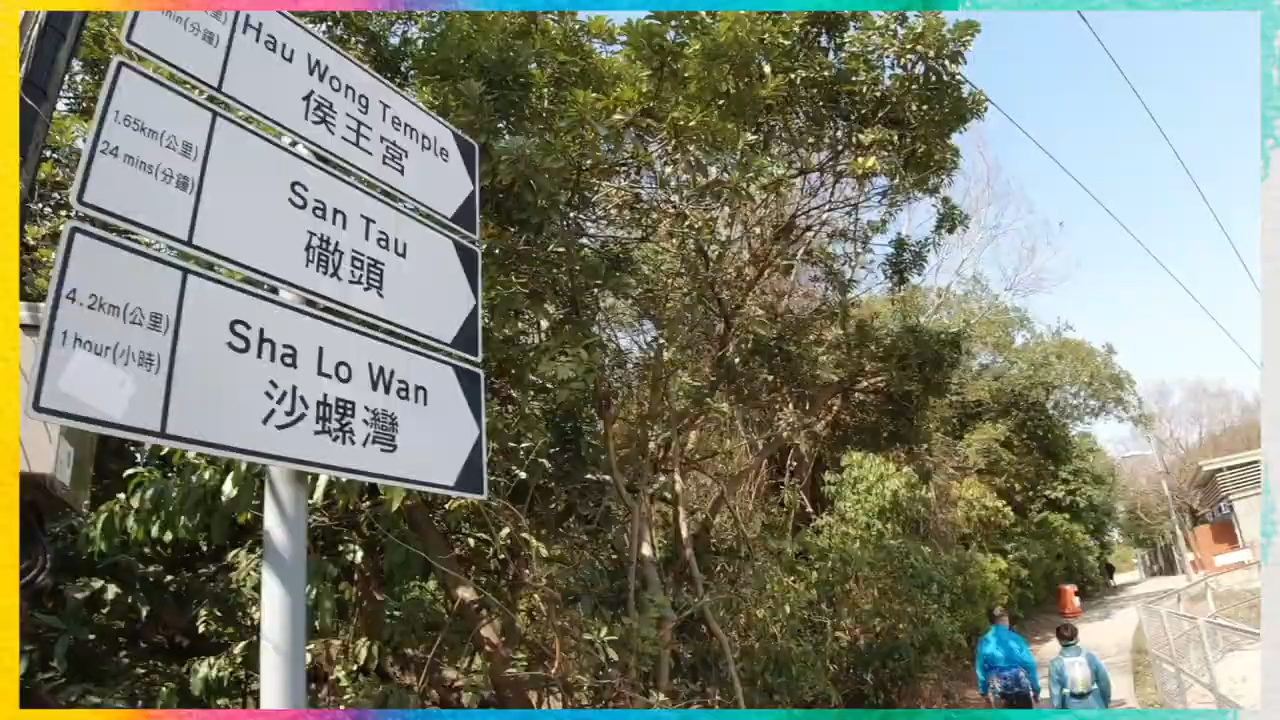 min(分鐘)
Hau Wong Temple
侯王宮
1.65km(公里)
24 mins(分鐘)
San Tau
䃟頭
4.2km(公里)
1 hour(小時)
Sha Lo Wan
沙螺灣